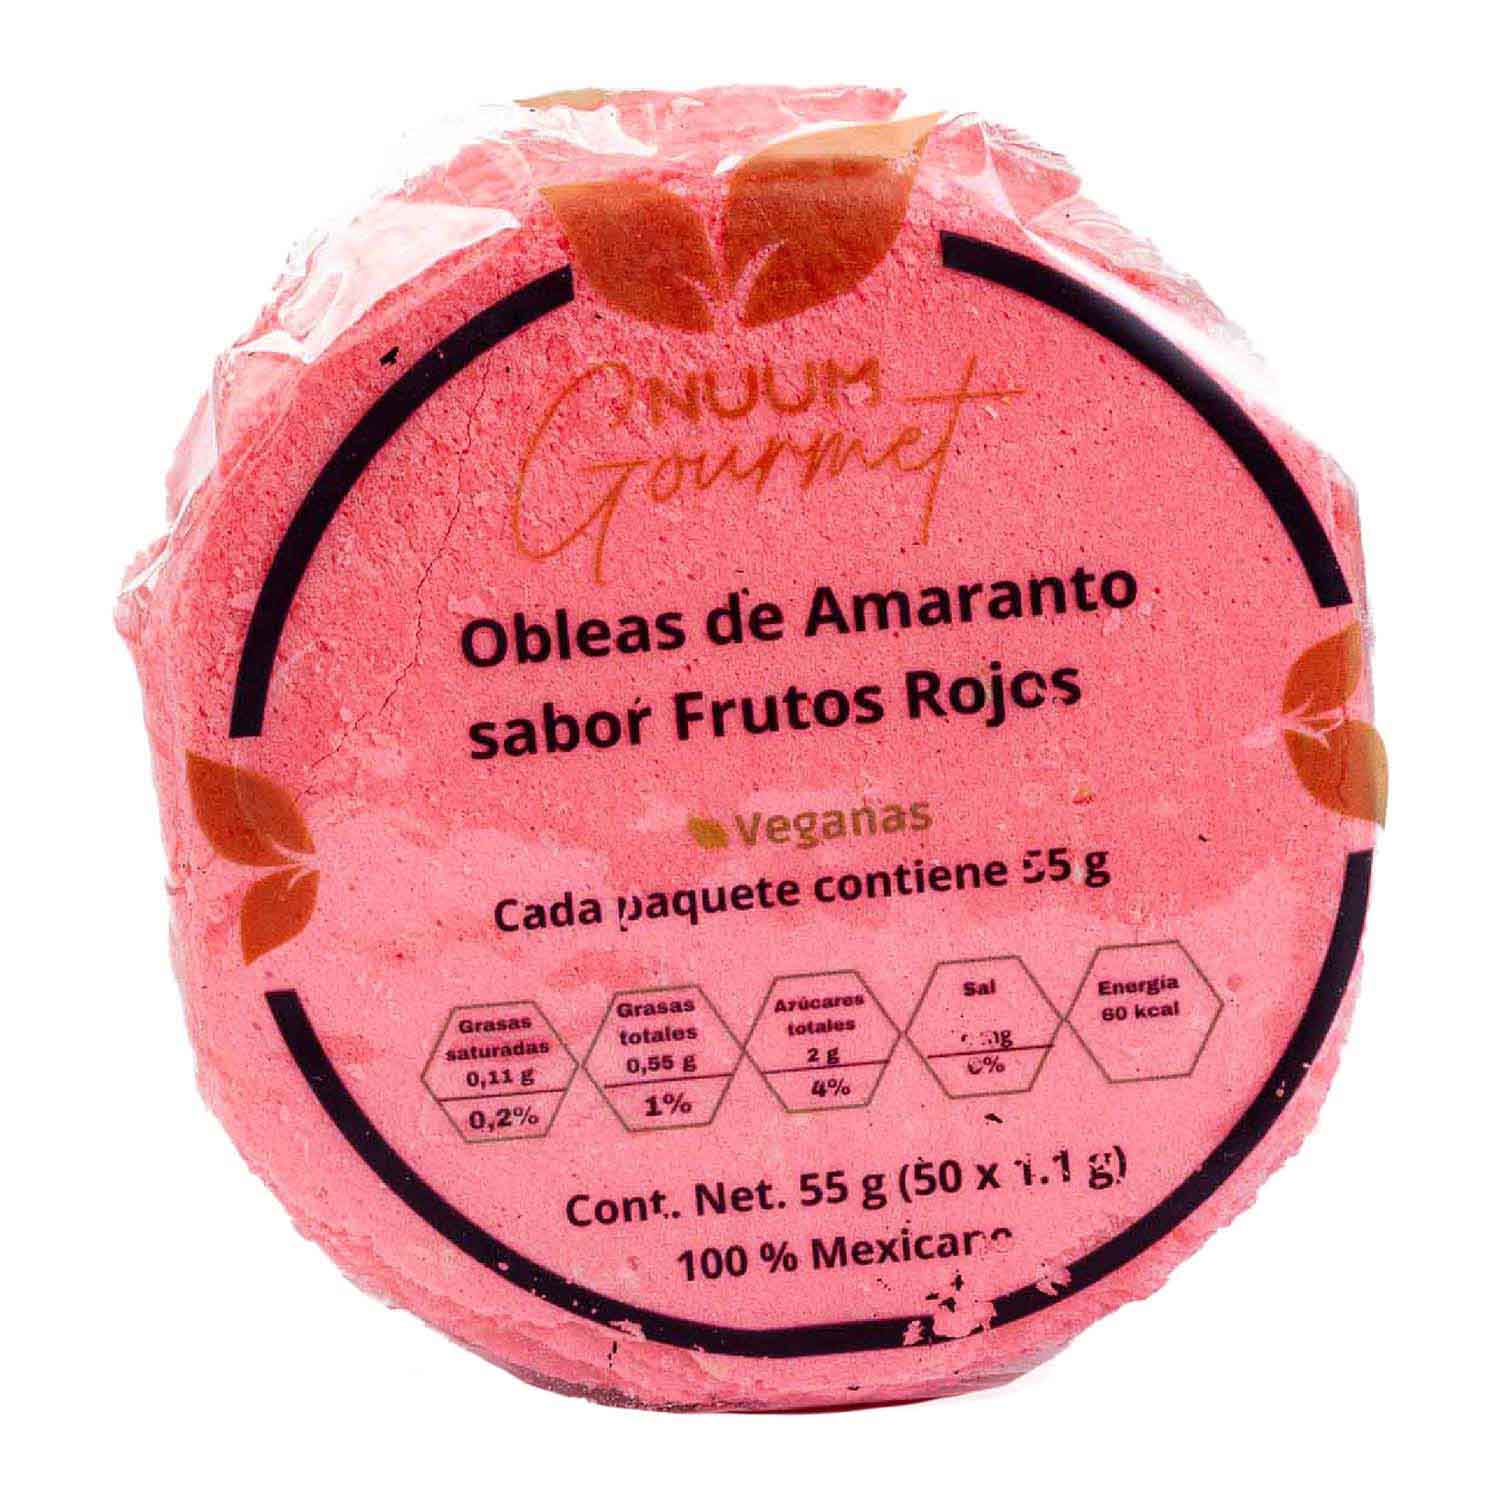 NUUM
Gourmet
Obleas de Amaranto
sabor Frutos Rojos
Veganas
Cada paquete contiene 55 g
Grasas
saturadas
0,11 g
0,2%
Grasas
totales
0,55 g
1%
Azúcares
totales
2 g
4%
Sal
Energía
60 kcal
Cont. Net. 55 g (50 x 1.1 g)
100 % Mexicano